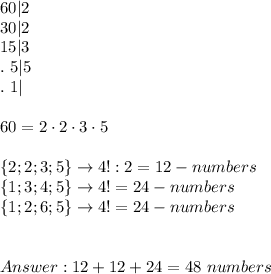 60|2
30|2
15|3
. 5|5
. 1|
60 = 2 · 2 · 3 · 5
{2; 2; 3; 5} → 4! : 2 = 12 − numbers
{1; 3; 4; 5} → 4! = 24 − numbers
{1; 2; 6; 5} → 4! = 24 − numbers
Answer : 12 + 12 + 24 = 48 numbers